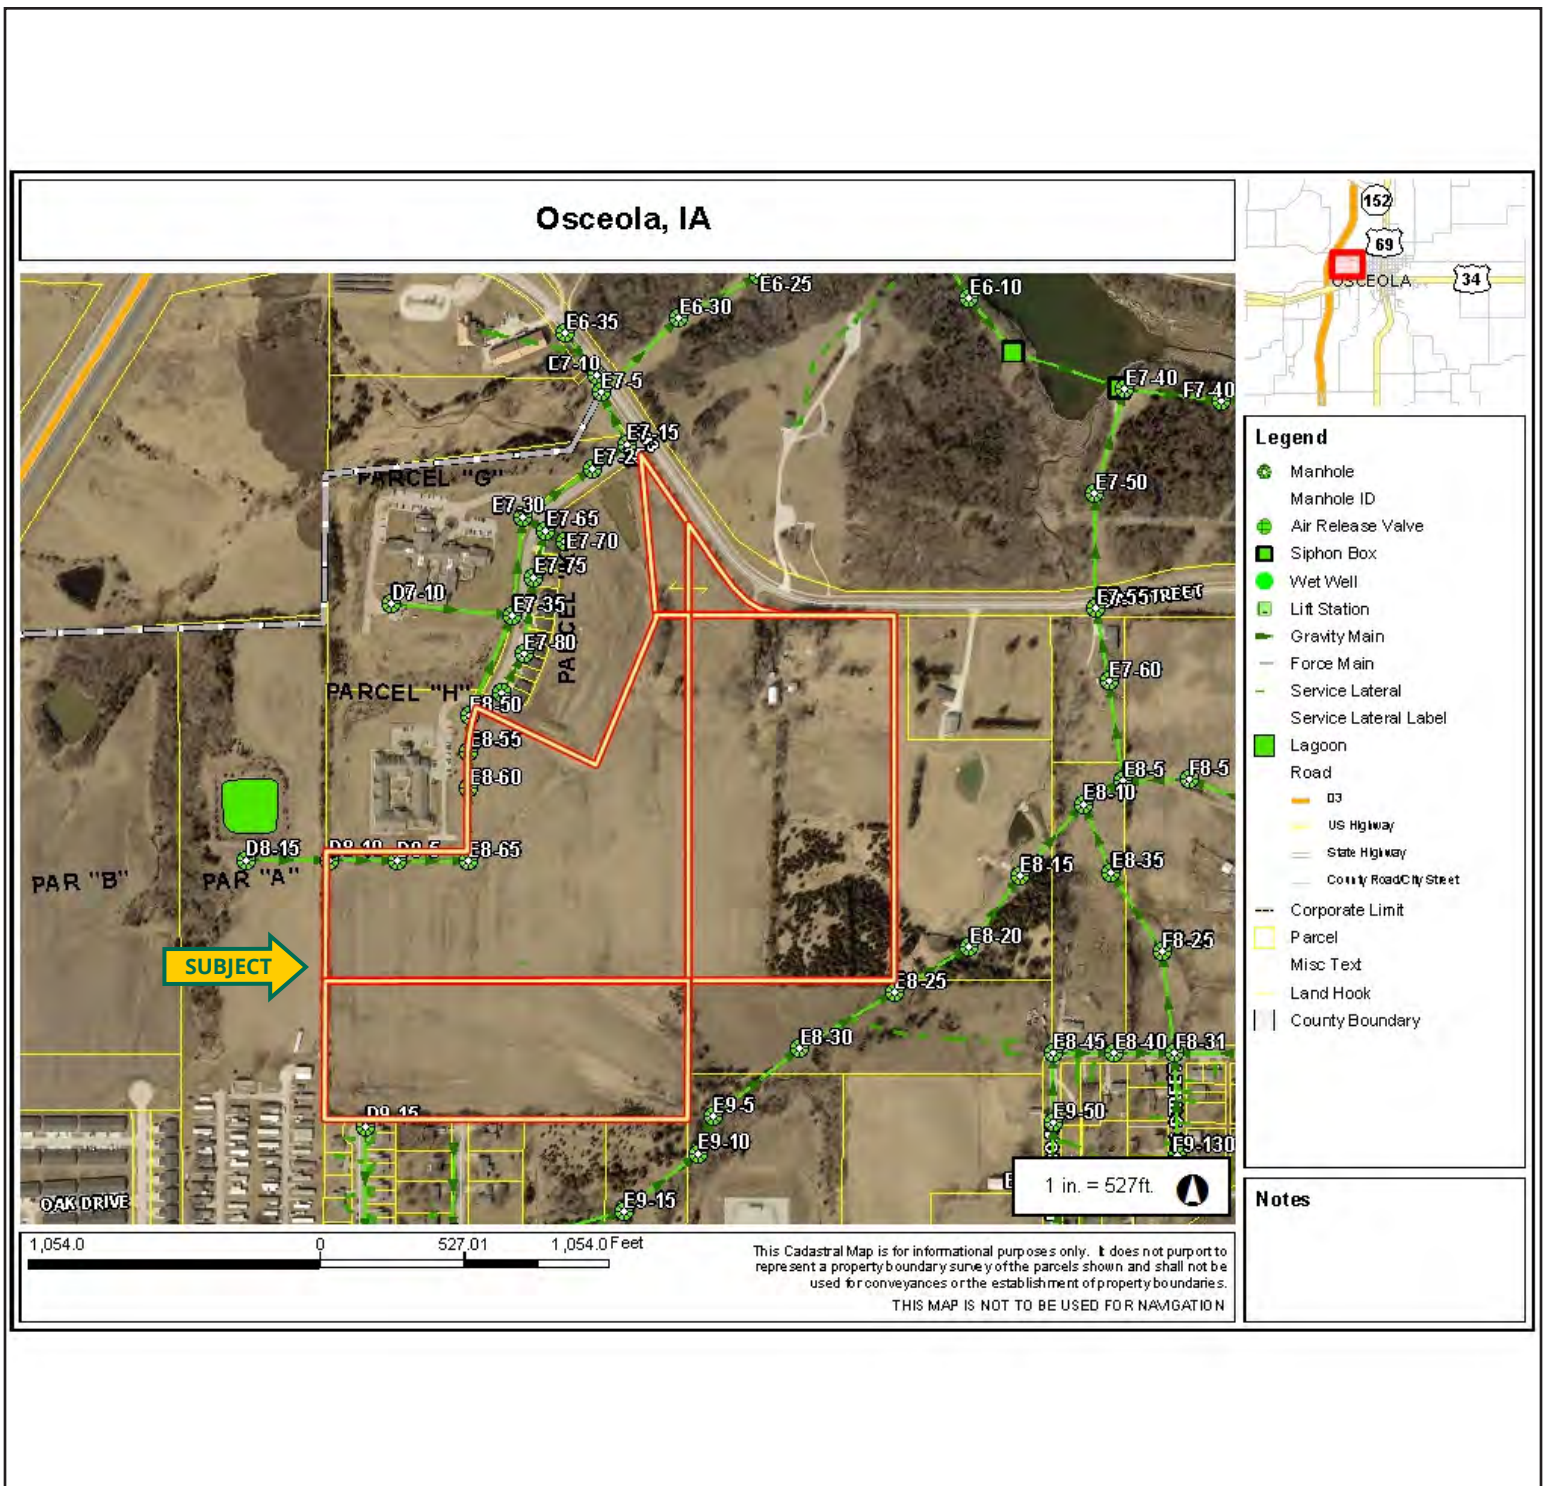 Osceola, IA
152
69
34
OSCEOLA
E6-25
E6-10
E6-30
E6-35
E7-10
E7-5
E7-40
F7-40
E7-15
E7-2
PARCEL "G"
E7-50
E7-30
E7-65
E7-70
E7-75
D7-10
E7-35
E7-55
TREET
E7-80
PARCEL
E7-60
PARCEL "H"
E8-50
E8-55
E8-60
E8-5
F8-5
E8-10
D8-15
D8-10
D8-5
E8-65
E8-15
E8-35
PAR "B"
PAR "A"
E8-20
F8-25
SUBJECT
E8-25
E8-30
E8-45
E8-40
F8-31
D9-15
E9-5
E9-50
E9-10
E9-130
OAK DRIVE
E9-15
1 in. = 527ft.
Legend
Manhole
Manhole ID
Air Release Valve
Siphon Box
Wet Well
Lift Station
Gravity Main
Force Main
Service Lateral
Service Lateral Label
Lagoon
Road
US Highway
State Highway
County Road/City Street
Corporate Limit
Parcel
Misc Text
Land Hook
County Boundary
Notes
1,054.0 0 527.01 1,054.0 Feet
This Cadastral Map is for informational purposes only. It does not purport to
represent a property boundary survey of the parcels shown and shall not be
used for conveyances or the establishment of property boundaries.
THIS MAP IS NOT TO BE USED FOR NAVIGATION